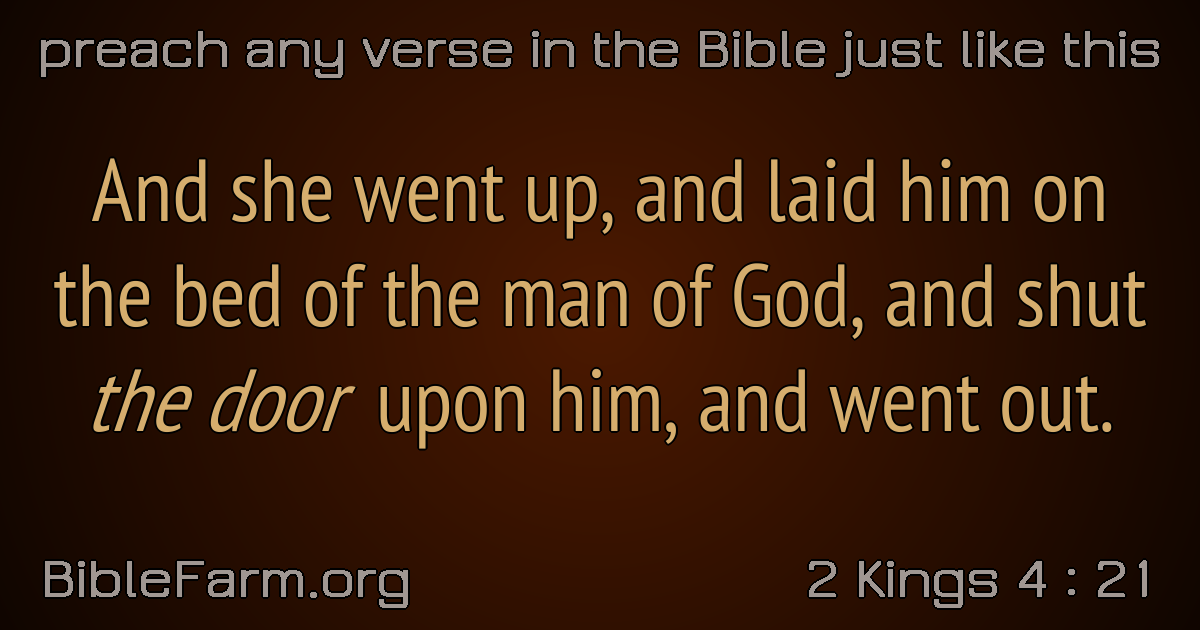 preach any verse in the Bible just like this
And she went up, and laid him on
the bed of the man of God, and shut
the door upon him, and went out.
BibleFarm.org
2 Kings 4 : 21